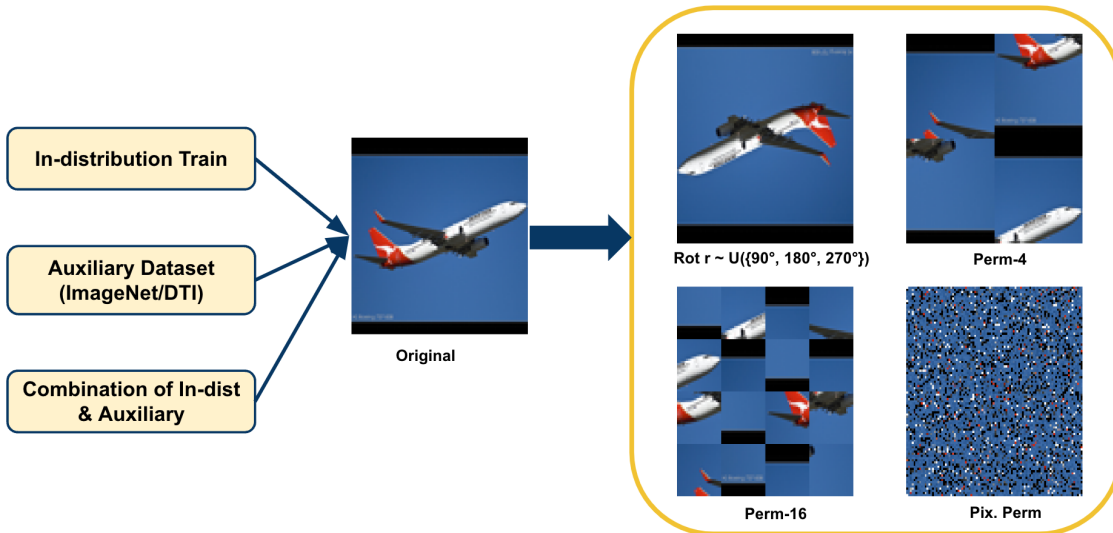 In-distribution Train
Auxiliary Dataset
(ImageNet/DTI)
Combination of In-dist
& Auxiliary
Original
Rot r ~ U({90°, 180°, 270°})
Perm-4
Perm-16
Pix. Perm